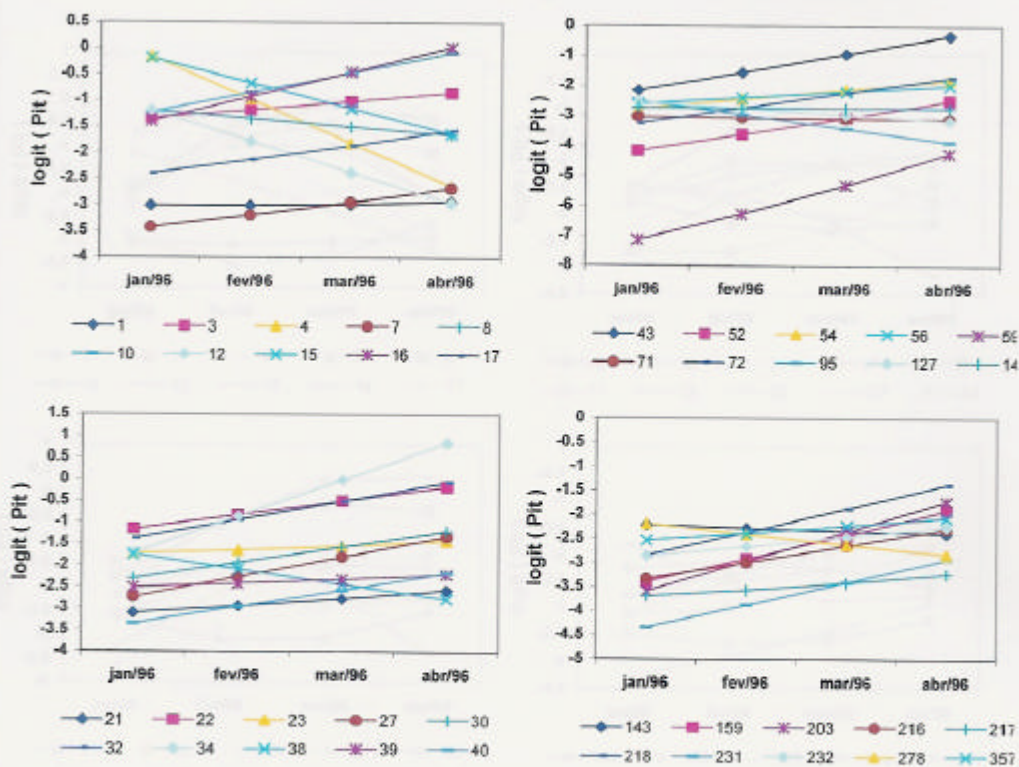 logit ( Pit )
0.5
0
-0.5
-1
-1.5
-2
-2.5
-3
-3.5
-4
jan/96 fev/96 mar/96 abr/96
1 3 4 7 8
10 12 15 16 17
logit ( Pit )
0
-1
-2
-3
-4
-5
-6
-7
-8
jan/96 fev/96 mar/96 abr/96
43 52 54 56 59
71 72 95 127 14
logit ( Pit )
1.5
1
0.5
0
-0.5
-1
-1.5
-2
-2.5
-3
-3.5
-4
jan/96 fev/96 mar/96 abr/96
21 22 23 27 30
32 34 38 39 40
logit ( Pit )
0
-0.5
-1
-1.5
-2
-2.5
-3
-3.5
-4
-4.5
-5
jan/96 fev/96 mar/96 abr/96
143 159 203 216 217
218 231 232 278 357